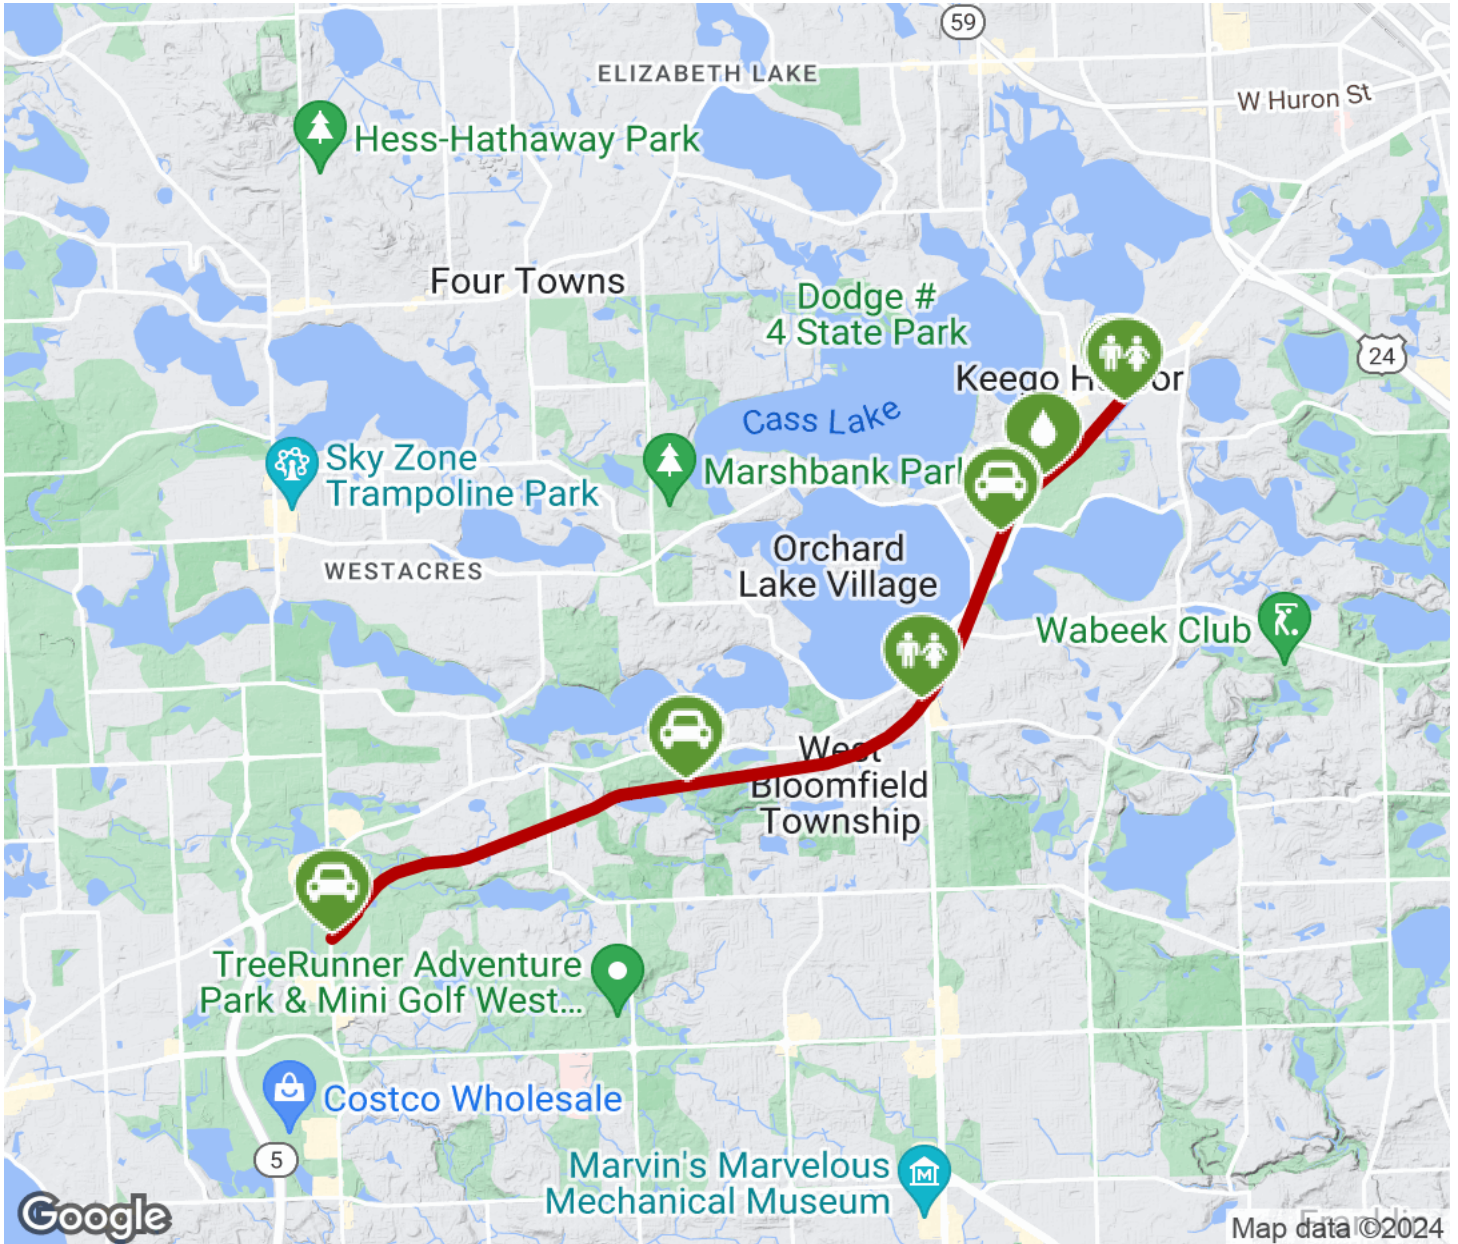 59
ELIZABETH LAKE
W Huron St
Hess-Hathaway Park
Four Towns
Dodge #
4 State Park
24
Keego
Cass Lake
Sky Zone
Trampoline Park
Marshbank
Orchard
Lake Village
WESTACRES
Wabeek Club
West
Bloomfield
Township
TreeRunner Adventure
Park & Mini Golf West...
Costco Wholesale
5
Marvin's Marvelous
Mechanical Museum
Google
Map data ©2024